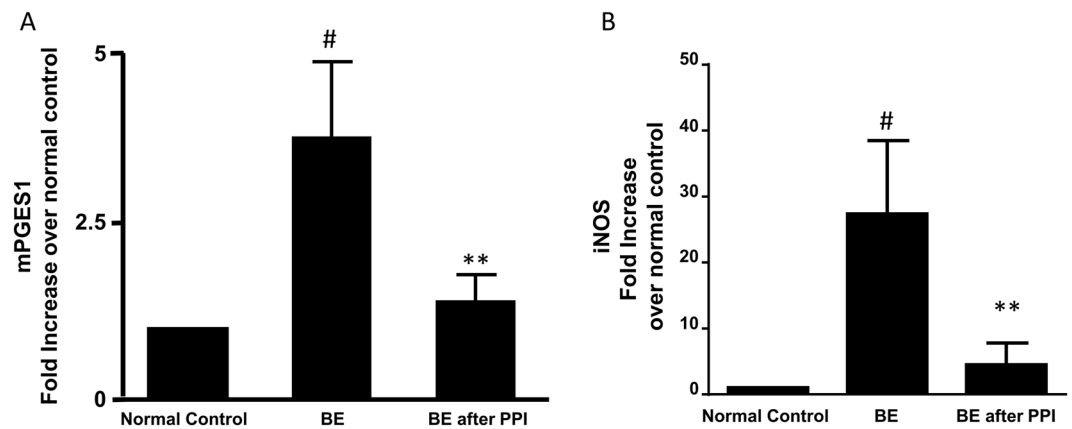 A
mPGES1
Fold Increase over normal control
5
2.5
0
#
**
Normal Control
BE
BE after PPI
B
iNOS
Fold Increase
over normal control
50
40
30
20
10
0
#
**
Normal Control
BE
BE after PPI